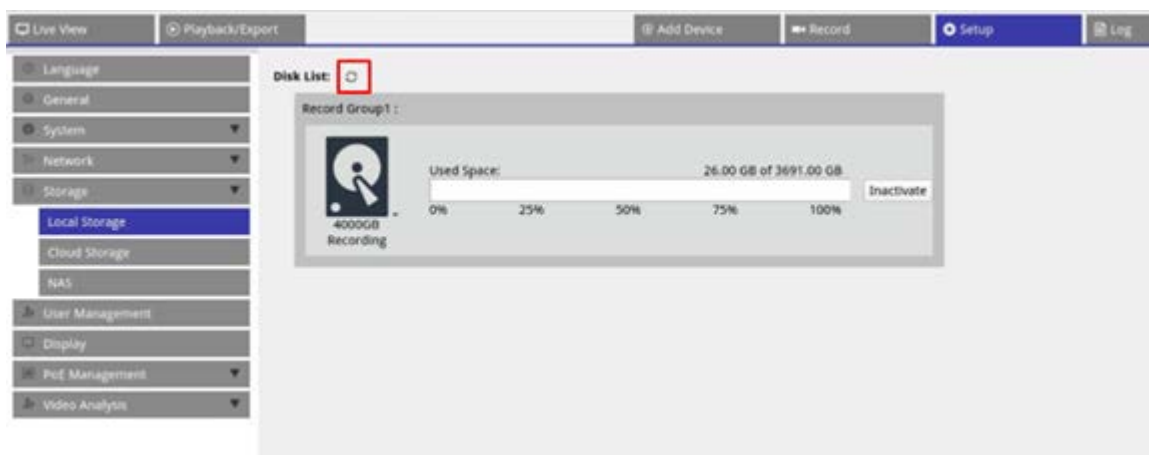 Live View
Playback/Export
Add Device
Record
Setup
Log
Language
General
System
Network
Storage
Local Storage
Cloud Storage
NAS
User Management
Display
PoE Management
Video Analysis
Disk List:
Record Group1 :
Used Space: 26.00 GB of 3691.00 GB
Inactivate
0% 25% 50% 75% 100%
4000GB
Recording